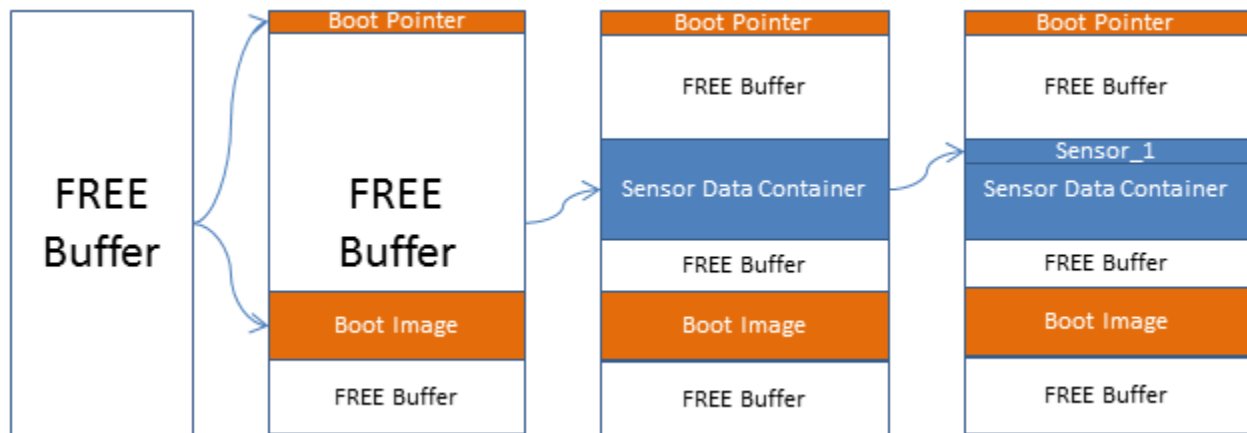 FREE
Buffer
Boot Pointer
FREE
Buffer
Boot Image
FREE Buffer
Boot Pointer
FREE Buffer
Sensor Data Container
FREE Buffer
Boot Image
FREE Buffer
Boot Pointer
FREE Buffer
Sensor_1
Sensor Data Container
FREE Buffer
Boot Image
FREE Buffer